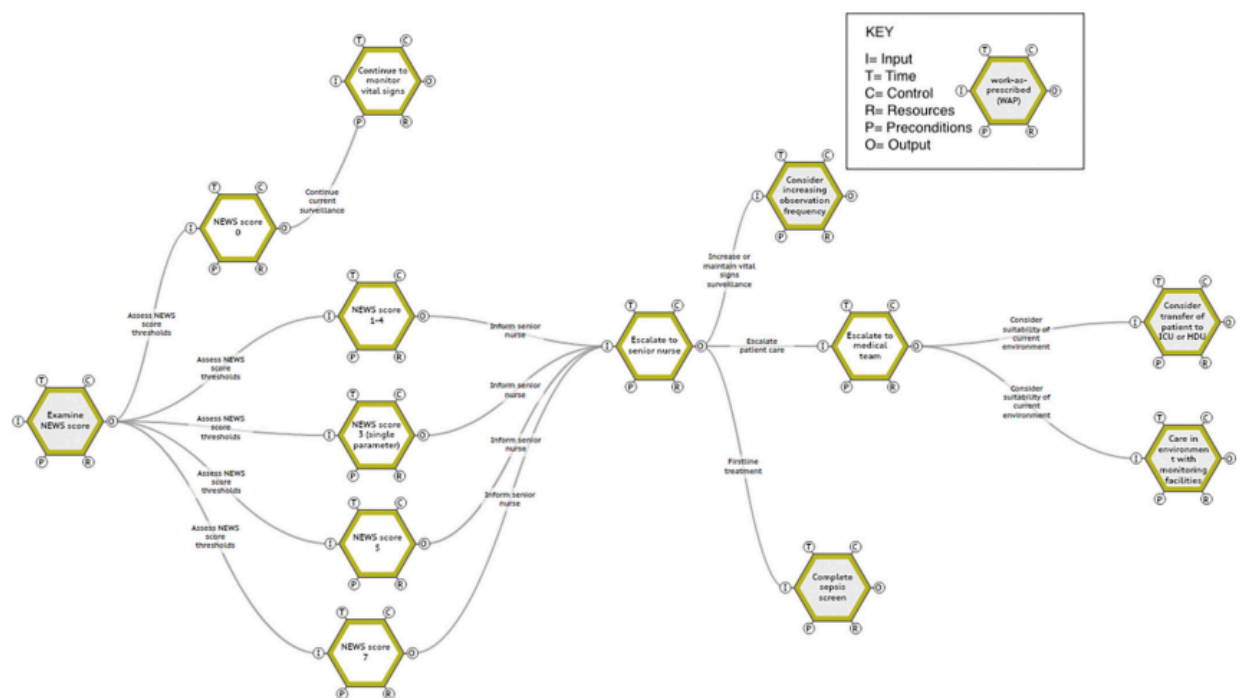 KEY
I= Input
T= Time
C= Control
R= Resources
P= Preconditions
O= Output
T C
work-as-
I prescribed O
(WAP)
P R
T C
Continue to
I monitor O
vital signs
P R
Continue
current
surveillance
T C
NEWS score
I O
0
P R
T C
Consider
increasing
I observation O
frequency
P R
Increase or
maintain vital
signs
surveillance
Assess NEWS
score
thresholds
T C
NEWS score
I O
1-4
P R
Inform senior
nurse
T C
Escalate to
I senior nurse O
P R
Escalate
patient care
T C
Escalate to
I medical O
team
P R
Consider
suitability of
current
environment
T C
Consider
transfer of
I patient to O
ICU or HDU
P R
Assess NEWS
score
thresholds
T C
Examine
I NEWS score O
P R
Assess NEWS
score
thresholds
T C
NEWS score
I 3 (single O
parameter)
P R
Inform senior
nurse
Consider
suitability of
current
environment
T C
Care in
environmen
I t with O
monitoring
facilities
P R
Assess NEWS
score
thresholds
T C
NEWS score
I O
5
P R
Inform senior
nurse
Firstline
treatment
Assess NEWS
score
thresholds
T C
NEWS score
I O
7
P R
Inform senior
nurse
T C
Complete
I sepsis O
screen
P R